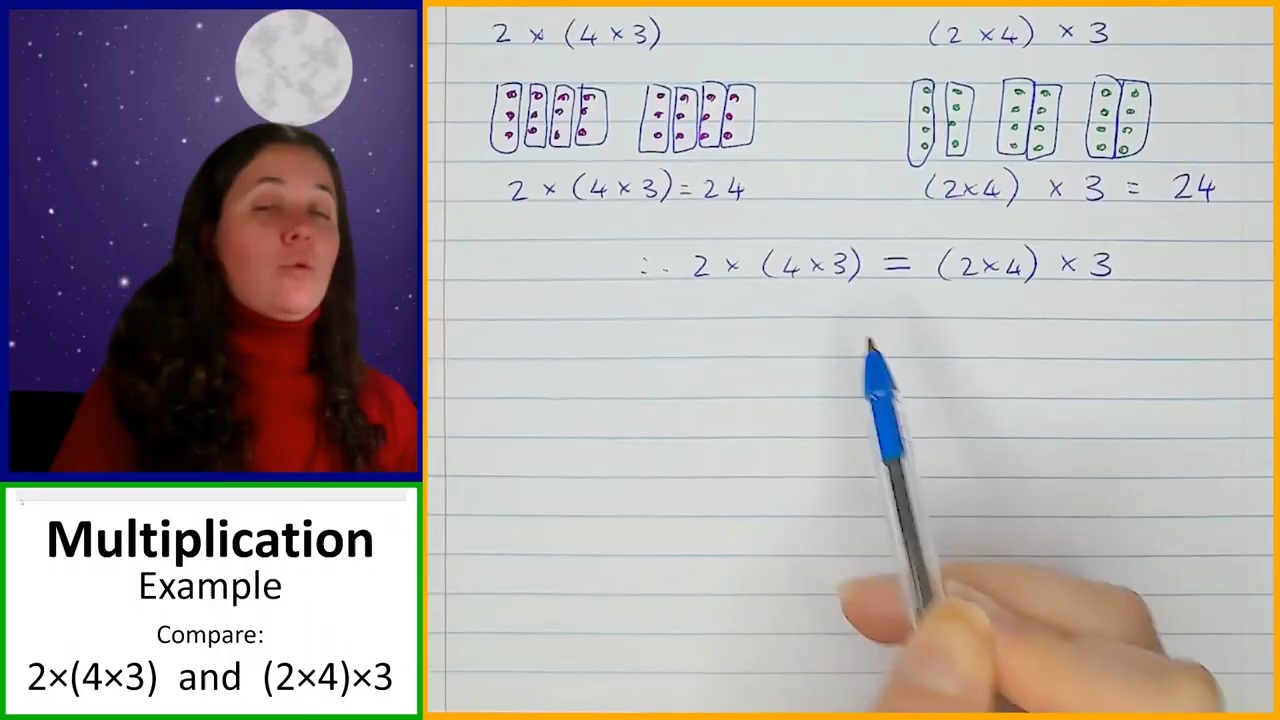 2 × (4 × 3) (2 × 4) × 3
2 × (4 × 3) = 24 (2×4) × 3 = 24
∴ 2 × (4 × 3) = (2×4) × 3
Multiplication
Example
Compare:
2×(4×3) and (2×4)×3